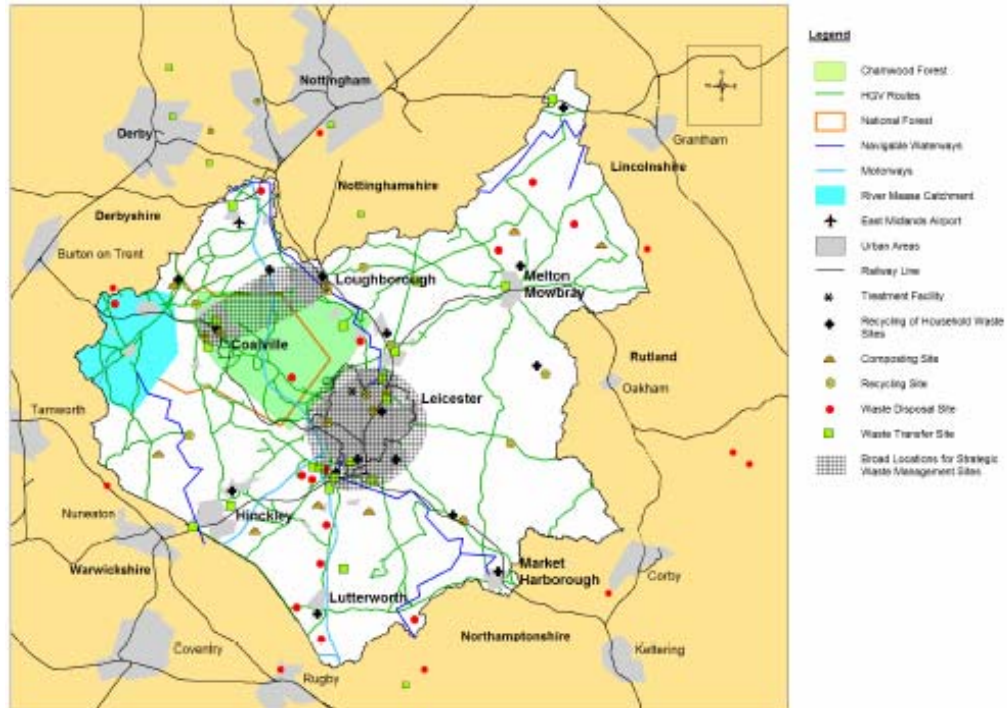 Nottingham
Derby
Grantham
Lincolnshire
Nottinghamshire
Derbyshire
Burton on Trent
Loughborough
Melton
Mowbray
Coalville
Rutland
Oakham
Leicester
Tamworth
Nuneaton
Hinckley
Warwickshire
Market
Harborough
Corby
Lutterworth
Northamptonshire
Coventry
Rugby
Kettering
Legend
Charnwood Forest
HGV Routes
National Forest
Navigable Waterways
Motorways
River Mease Catchment
East Midlands Airport
Urban Areas
Railway Line
Treatment Facility
Recycling of Household Waste
Sites
Composting Site
Recycling Site
Waste Disposal Site
Waste Transfer Site
Broad Locations for Strategic
Waste Management Sites